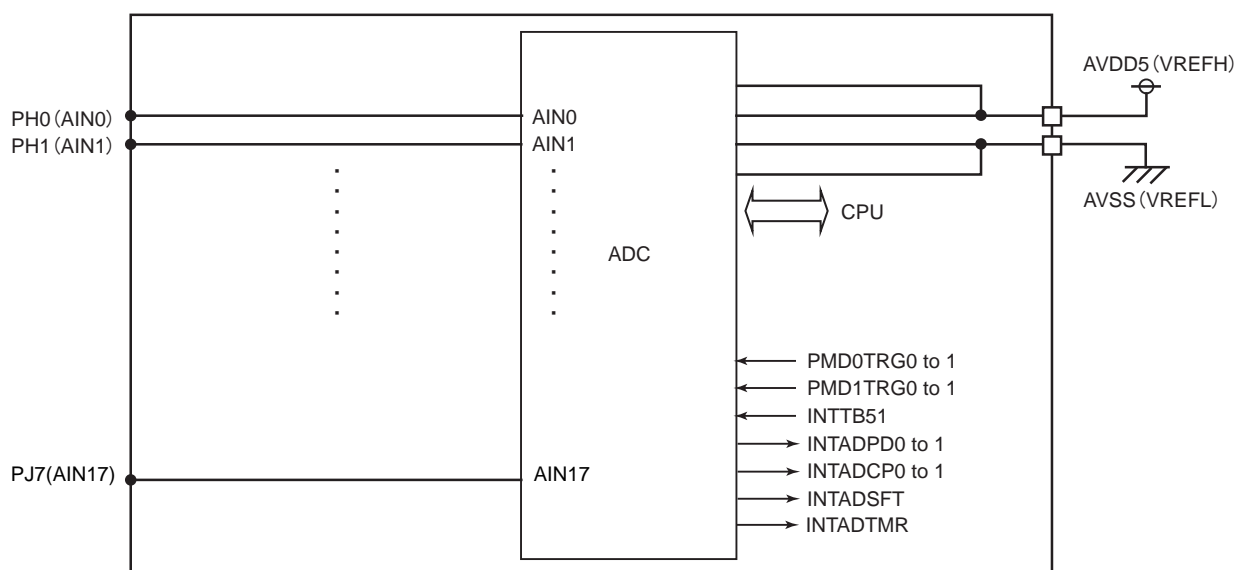 AVDD5(VREFH)
PH0(AIN0)
AIN0
PH1(AIN1)
AIN1
AVSS(VREFL)
CPU
ADC
PMD0TRG0 to 1
PMD1TRG0 to 1
INTTB51
INTADPD0 to 1
PJ7(AIN17)
AIN17
INTADCP0 to 1
INTADSFT
INTADTMR